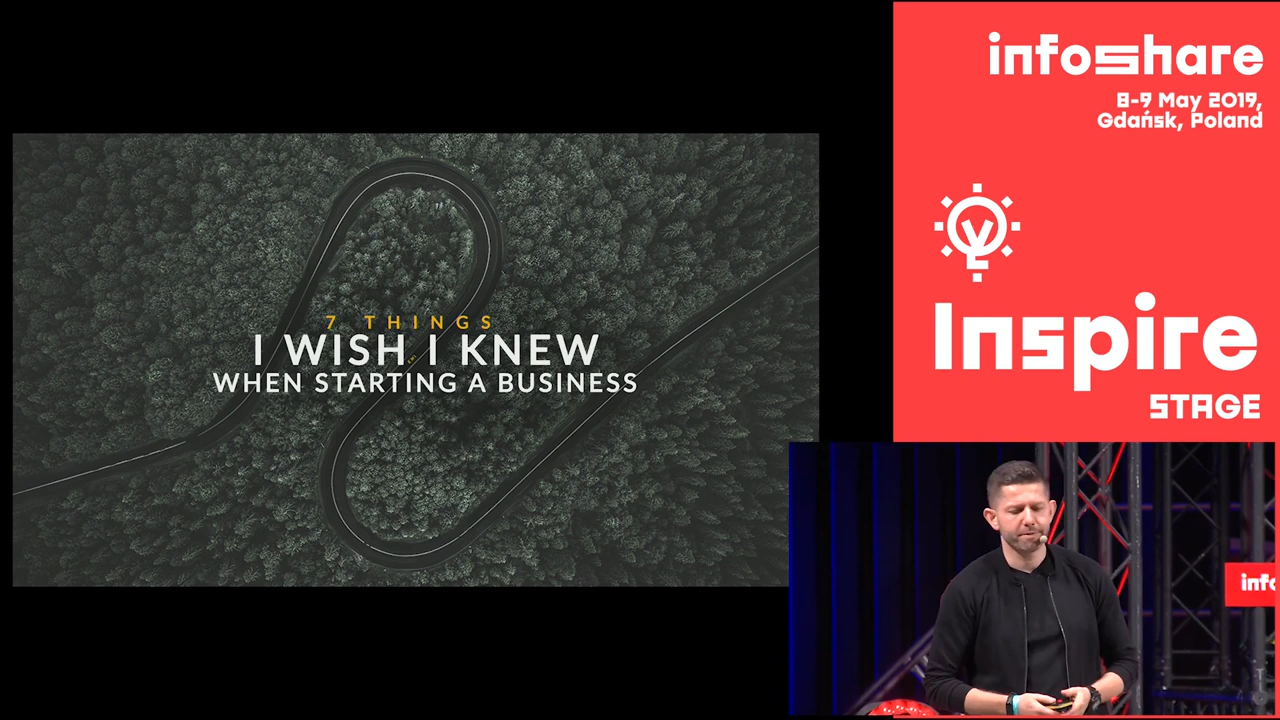 7 THINGS
I WISH I KNEW
WHEN STARTING A BUSINESS
infoshare
8-9 May 2019,
Gdańsk, Poland
Inspire
STAGE
info